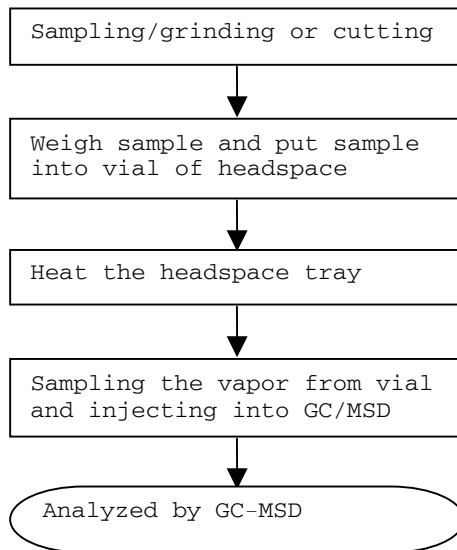 Sampling/grinding or cutting
Weigh sample and put sample
into vial of headspace
Heat the headspace tray
Sampling the vapor from vial
and injecting into GC/MSD
Analyzed by GC-MSD